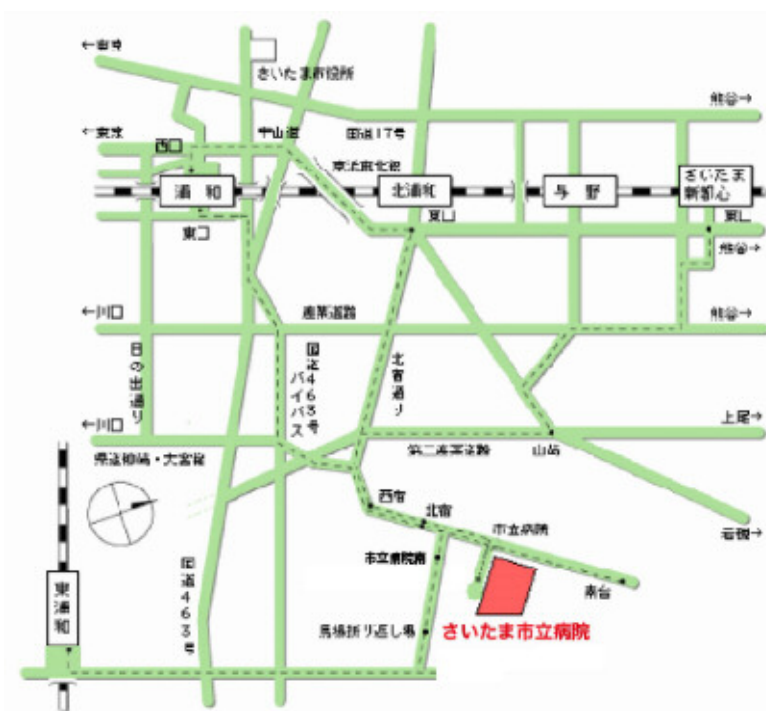 ←東京
さいたま市役所
熊谷→
←東京
西口
中山道
国道17号
京浜東北線
浦和
北浦和
与野
さいたま
新都心
東口
東口
東口
熊谷→
←川口
産業道路
熊谷→
日の出通り
国道463号
バイパス
北宿通り
←川口
上尾→
県道柳崎・大宮線
第二産業道路
山崎
西宿
北宿
市立病院
岩槻→
市立病院南
南台
東浦和
国道463号
馬場折り返し場
さいたま市立病院